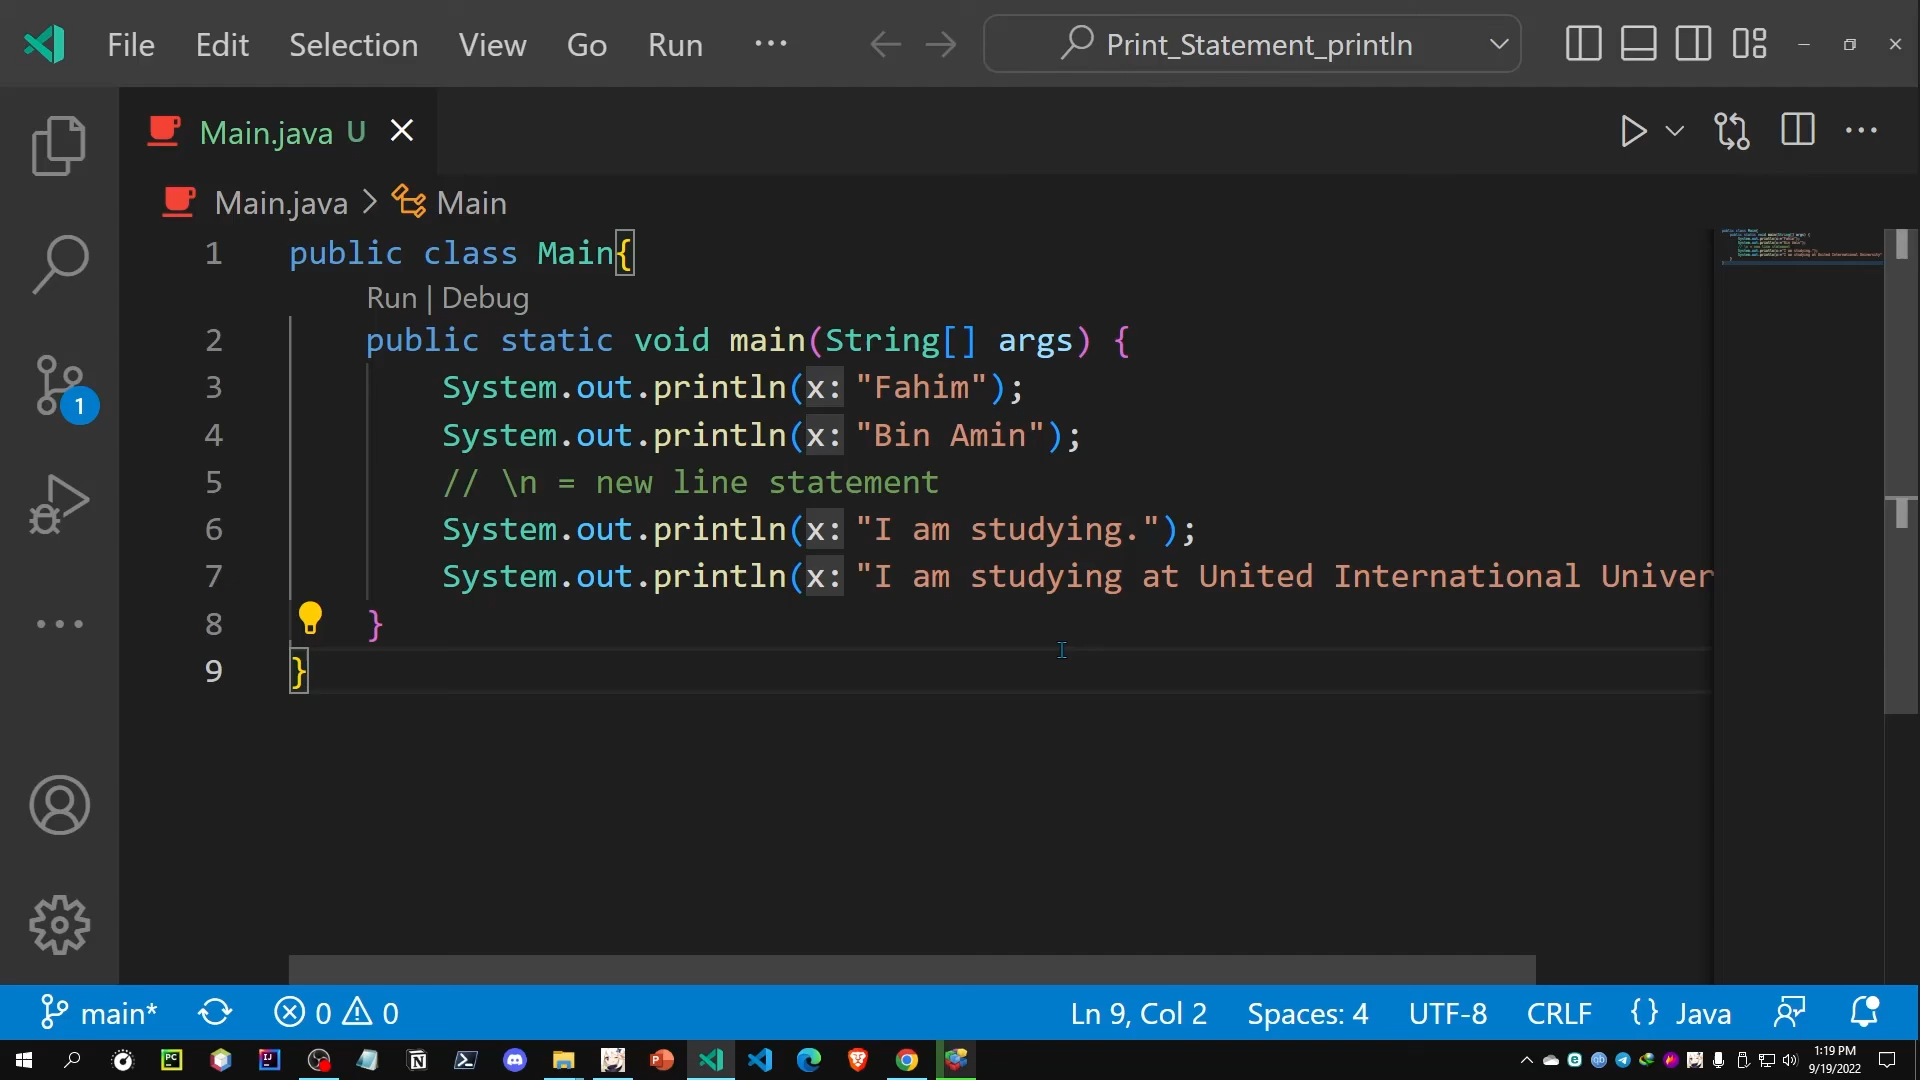 File Edit Selection View Go Run ··· Print_Statement_println
Main.java U
Main.java > Main
1 public class Main{
Run | Debug
2 public static void main(String[] args) {
3 System.out.println(x: "Fahim");
4 System.out.println(x: "Bin Amin");
5 // \n = new line statement
6 System.out.println(x: "I am studying.");
7 System.out.println(x: "I am studying at United International Univer
8 }
9 }
1
main* 0 0 Ln 9, Col 2 Spaces: 4 UTF-8 CRLF {} Java
1:19 PM
9/19/2022